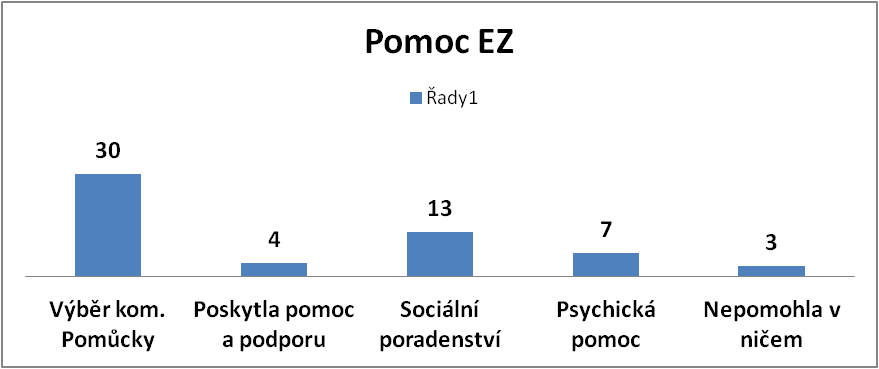 Pomoc EZ
Řady1
30
4
13
7
3
Výběr kom.
Pomůcky
Poskytla pomoc
a podporu
Sociální
poradenství
Psychická
pomoc
Nepomohla v
ničem